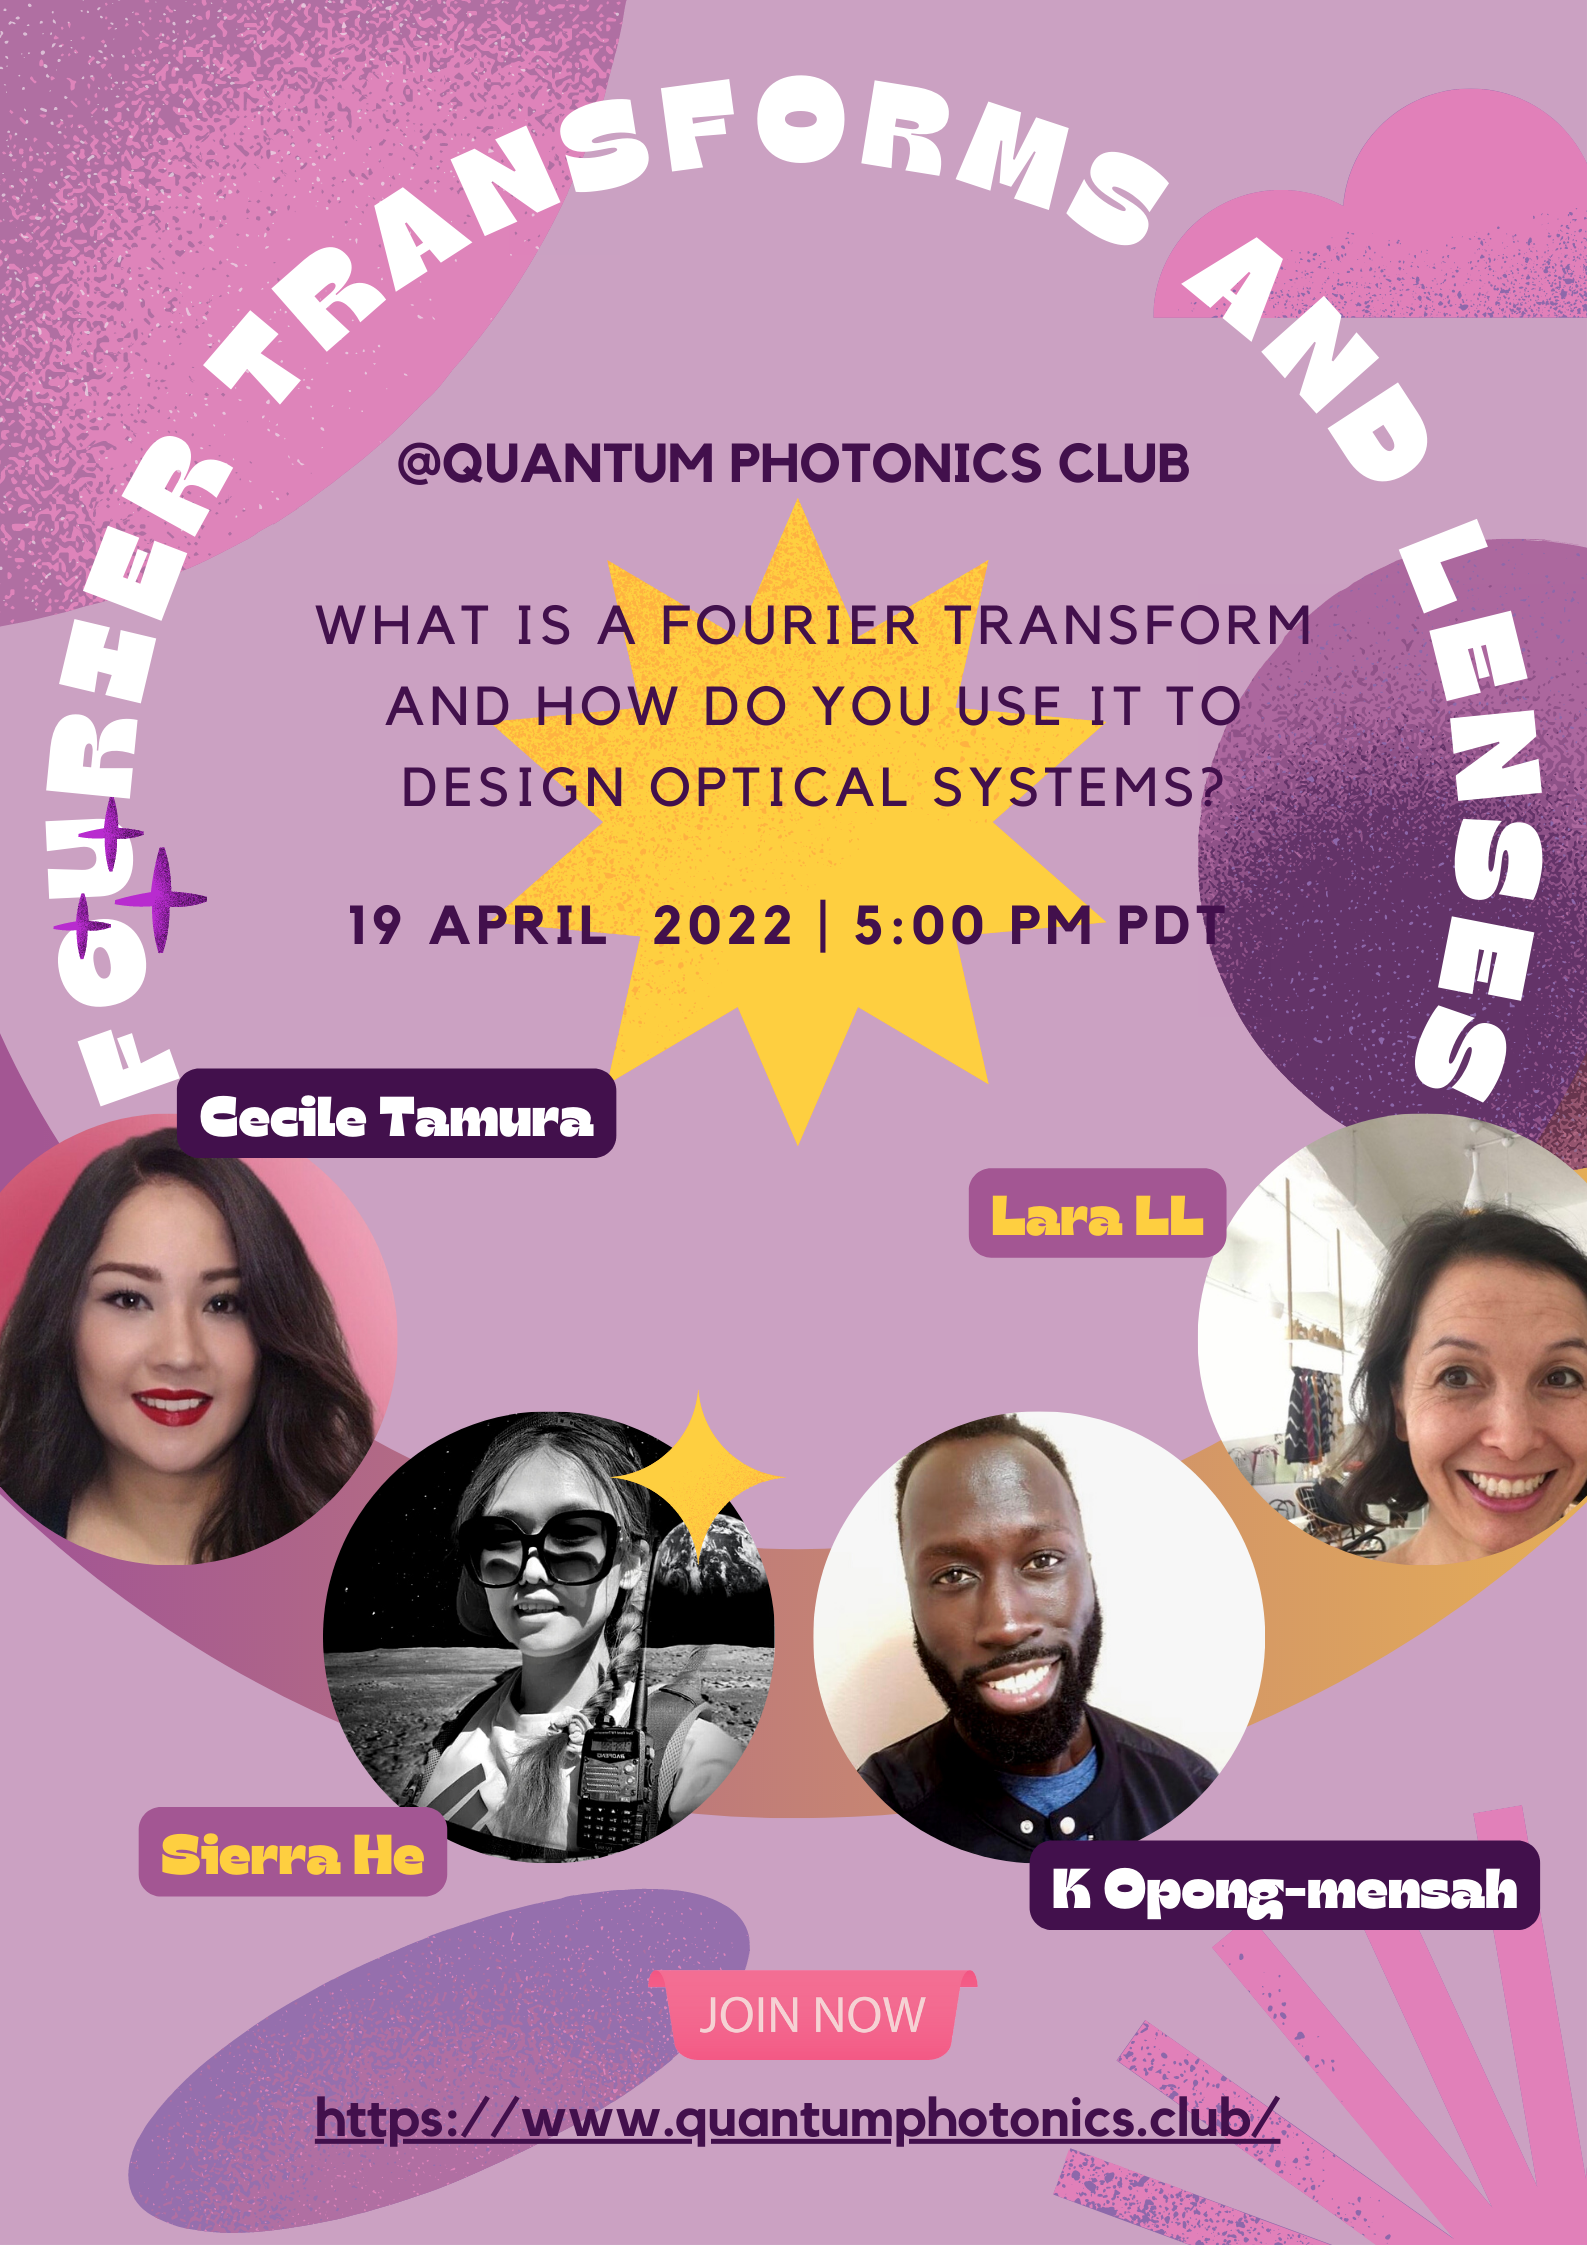 FOURIER TRANSFORMS AND LENSES
@QUANTUM PHOTONICS CLUB
WHAT IS A FOURIER TRANSFORM
AND HOW DO YOU USE IT TO
DESIGN OPTICAL SYSTEMS?
19 APRIL 2022 | 5:00 PM PDT
Cecile Tamura
Lara LL
Sierra He
K Opong-mensah
JOIN NOW
https://www.quantumphotonics.club/